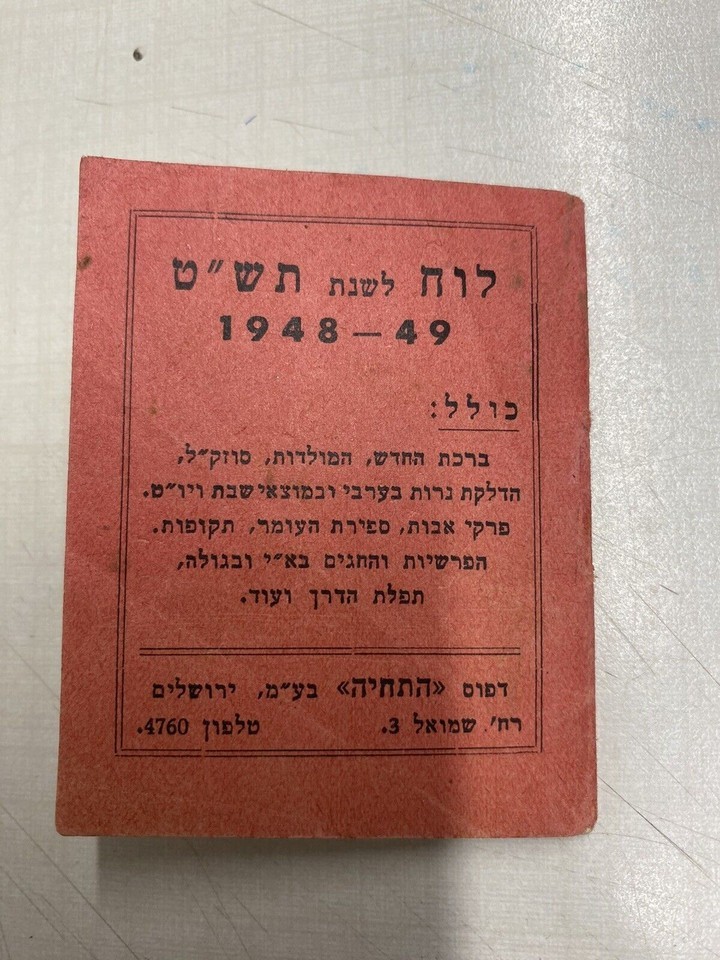 לוח לשנת תש"ט
1948—49
כולל:
ברכת החדש, המולדות, סוזק"ל,
הדלקת נרות בערבי ובמוצאי שבת ויו"ט.
פרקי אבות, ספירת העומר, תקופות.
הפרשיות והחגים בא"י ובגולה,
תפלת הדרך ועוד.
דפוס «התחיה» בע"מ, ירושלים
רח' שמואל 3. טלפון 4760.